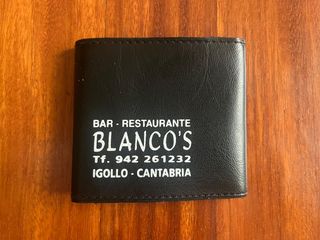 BAR - RESTAURANTE
BLANCO'S
Tf. 942 261232
IGOLLO - CANTABRIA